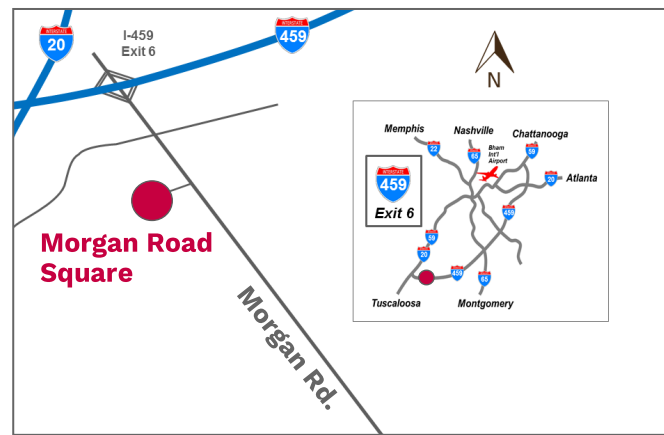 INTERSTATE
20
I-459
Exit 6
INTERSTATE
459
N
Morgan Road
Square
Morgan Rd.
Memphis
Nashville
Chattanooga
Bham
Int'l
Airport
22
65
59
INTERSTATE
459
Exit 6
20
Atlanta
459
59
20
459
65
Tuscaloosa
Montgomery